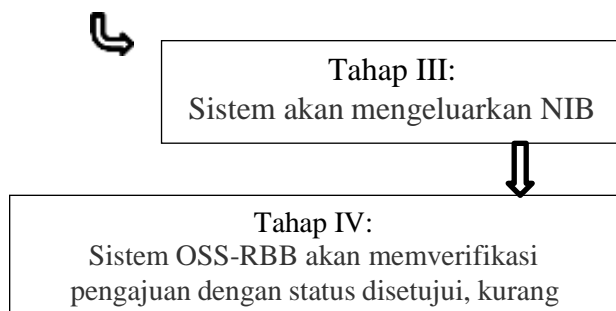 Tahap III:
Sistem akan mengeluarkan NIB
Tahap IV:
Sistem OSS-RBB akan memverifikasi
pengajuan dengan status disetujui, kurang